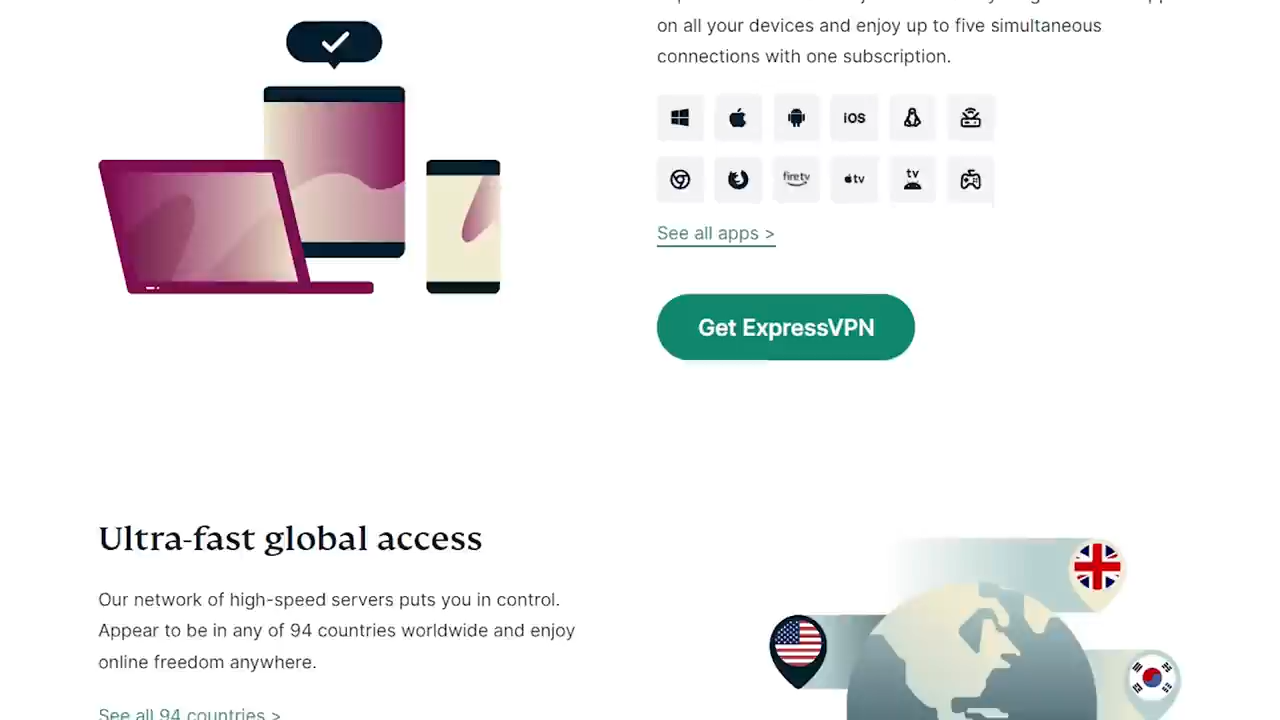 on all your devices and enjoy up to five simultaneous
connections with one subscription.
iOS
fire tv
tv
tv
See all apps >
Get ExpressVPN
Ultra-fast global access
Our network of high-speed servers puts you in control.
Appear to be in any of 94 countries worldwide and enjoy
online freedom anywhere.
See all 94 countries >